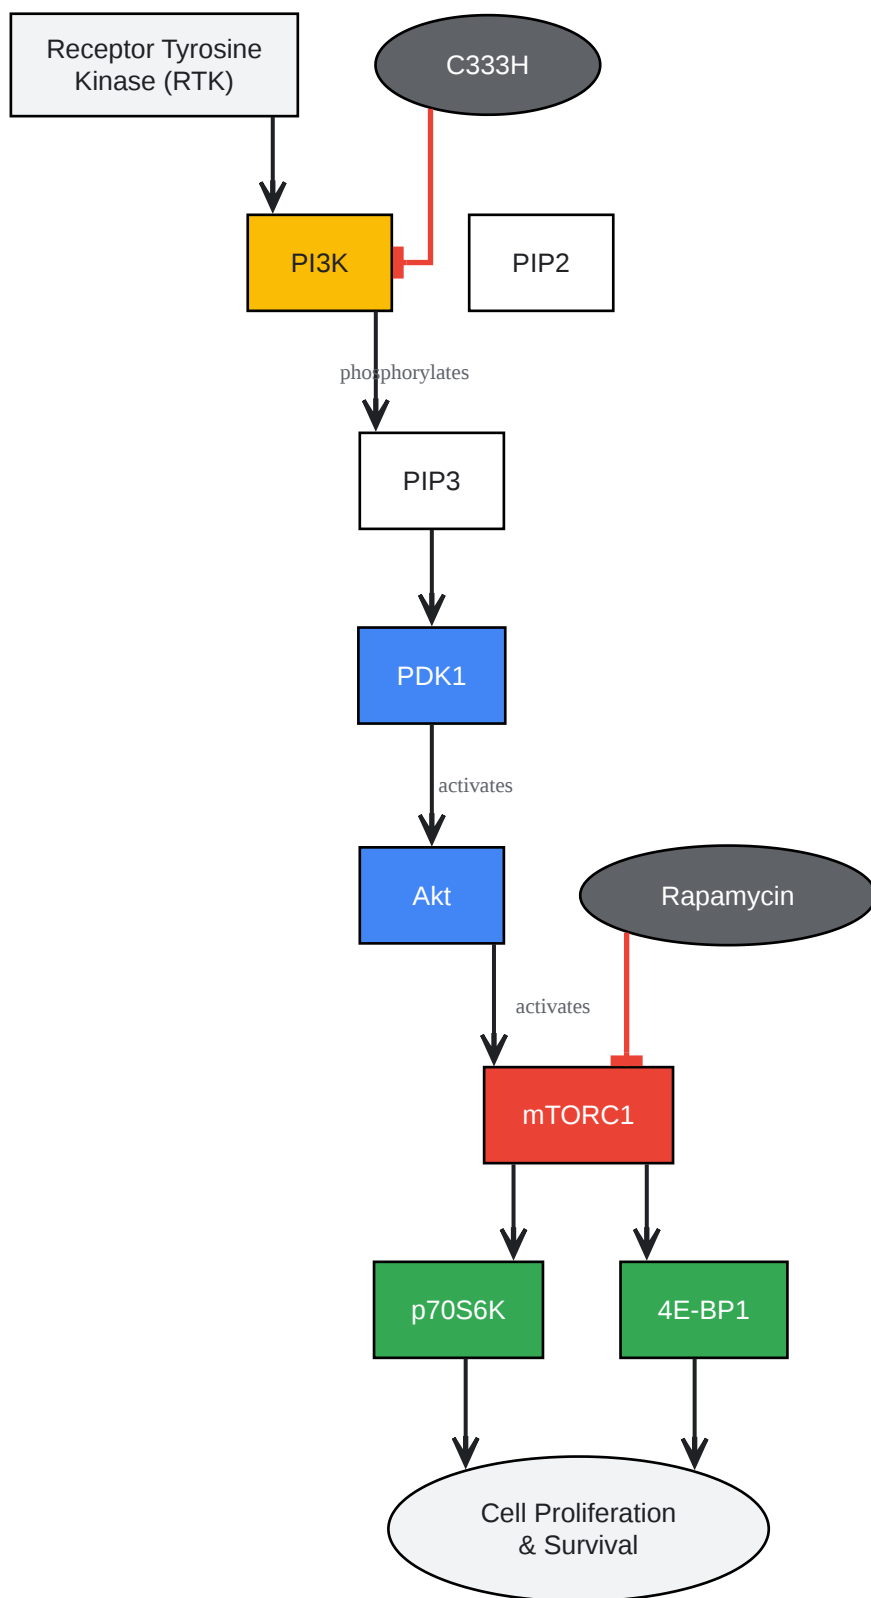 Receptor Tyrosine
Kinase (RTK)
C333H
PI3K
PIP2
phosphorylates
PIP3
PDK1
activates
Akt
Rapamycin
activates
mTORC1
p70S6K
4E-BP1
Cell Proliferation
& Survival